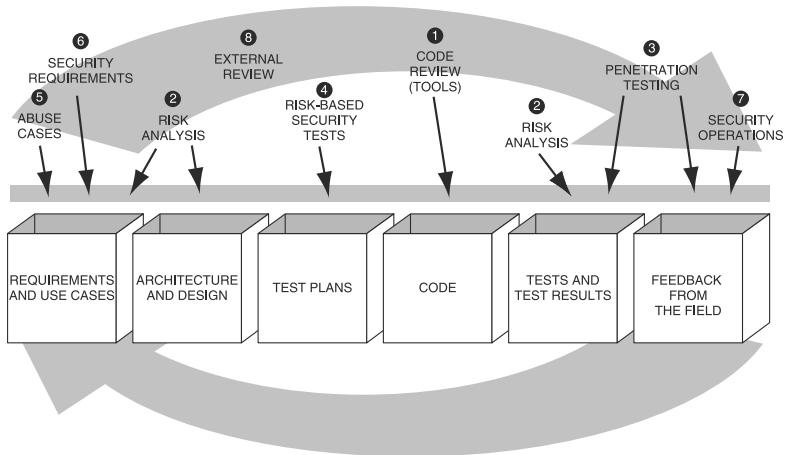 6
SECURITY
REQUIREMENTS
5
ABUSE
CASES
2
RISK
ANALYSIS
8
EXTERNAL
REVIEW
4
RISK-BASED
SECURITY
TESTS
1
CODE
REVIEW
(TOOLS)
2
RISK
ANALYSIS
3
PENETRATION
TESTING
7
SECURITY
OPERATIONS
REQUIREMENTS
AND USE CASES
ARCHITECTURE
AND DESIGN
TEST PLANS
CODE
TESTS AND
TEST RESULTS
FEEDBACK
FROM
THE FIELD